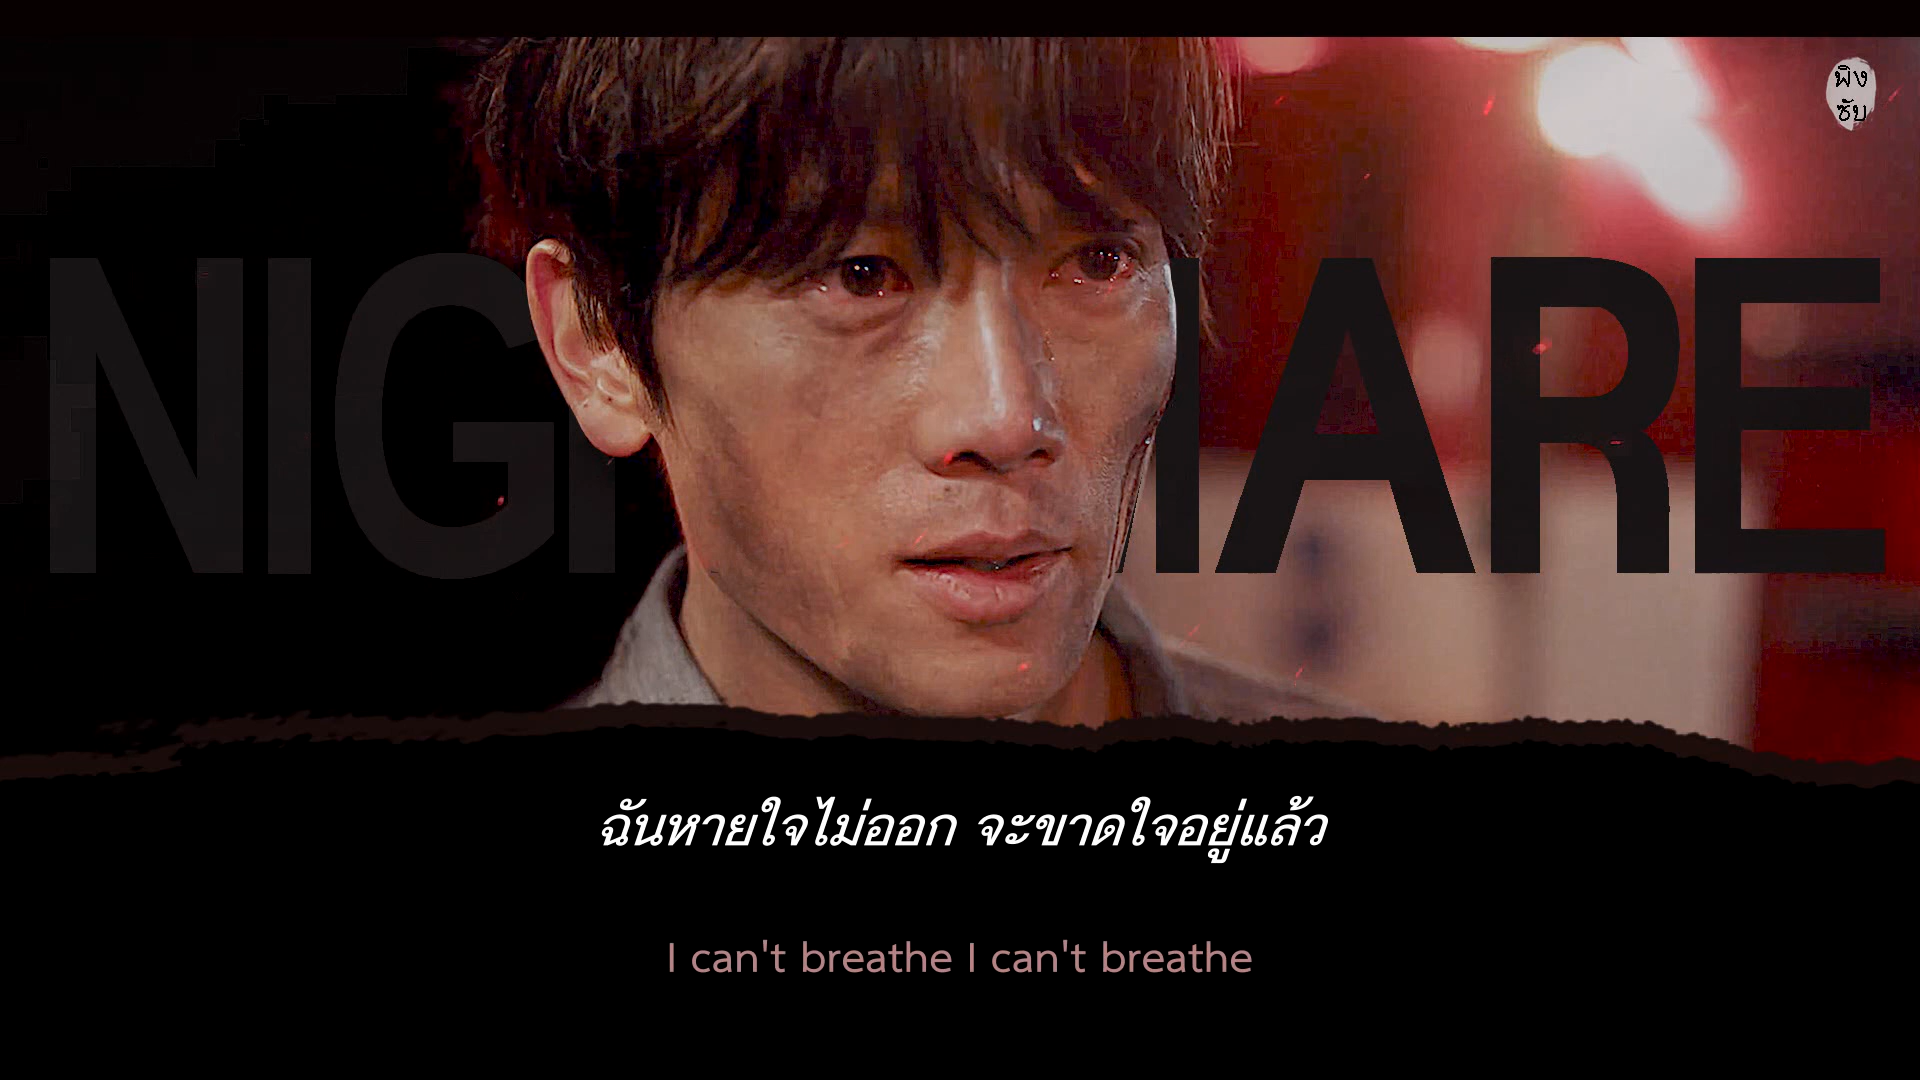 พิง
ซับ
NIG ARE
ฉันหายใจไม่ออก จะขาดใจอยู่แล้ว
I can't breathe I can't breathe